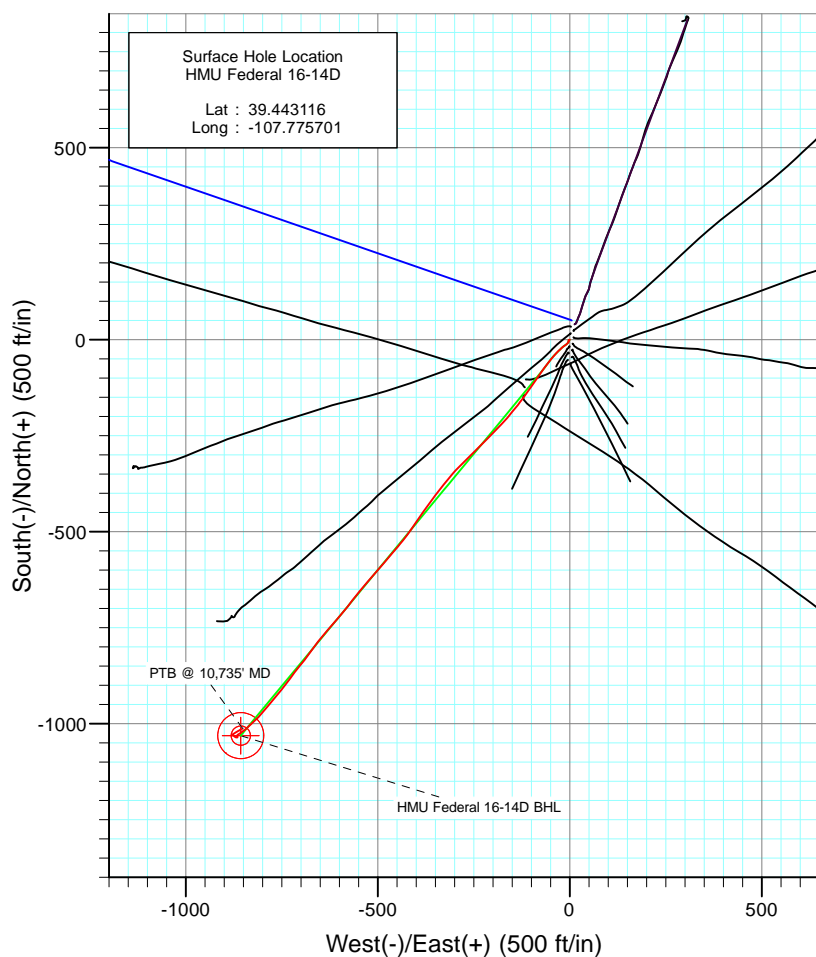 Surface Hole Location
HMU Federal 16-14D
Lat : 39.443116
Long : -107.775701
500
0
-500
-1000
South(-)/North(+) (500 ft/in)
PTB @ 10,735' MD
HMU Federal 16-14D BHL
-1000
-500
0
500
West(-)/East(+) (500 ft/in)